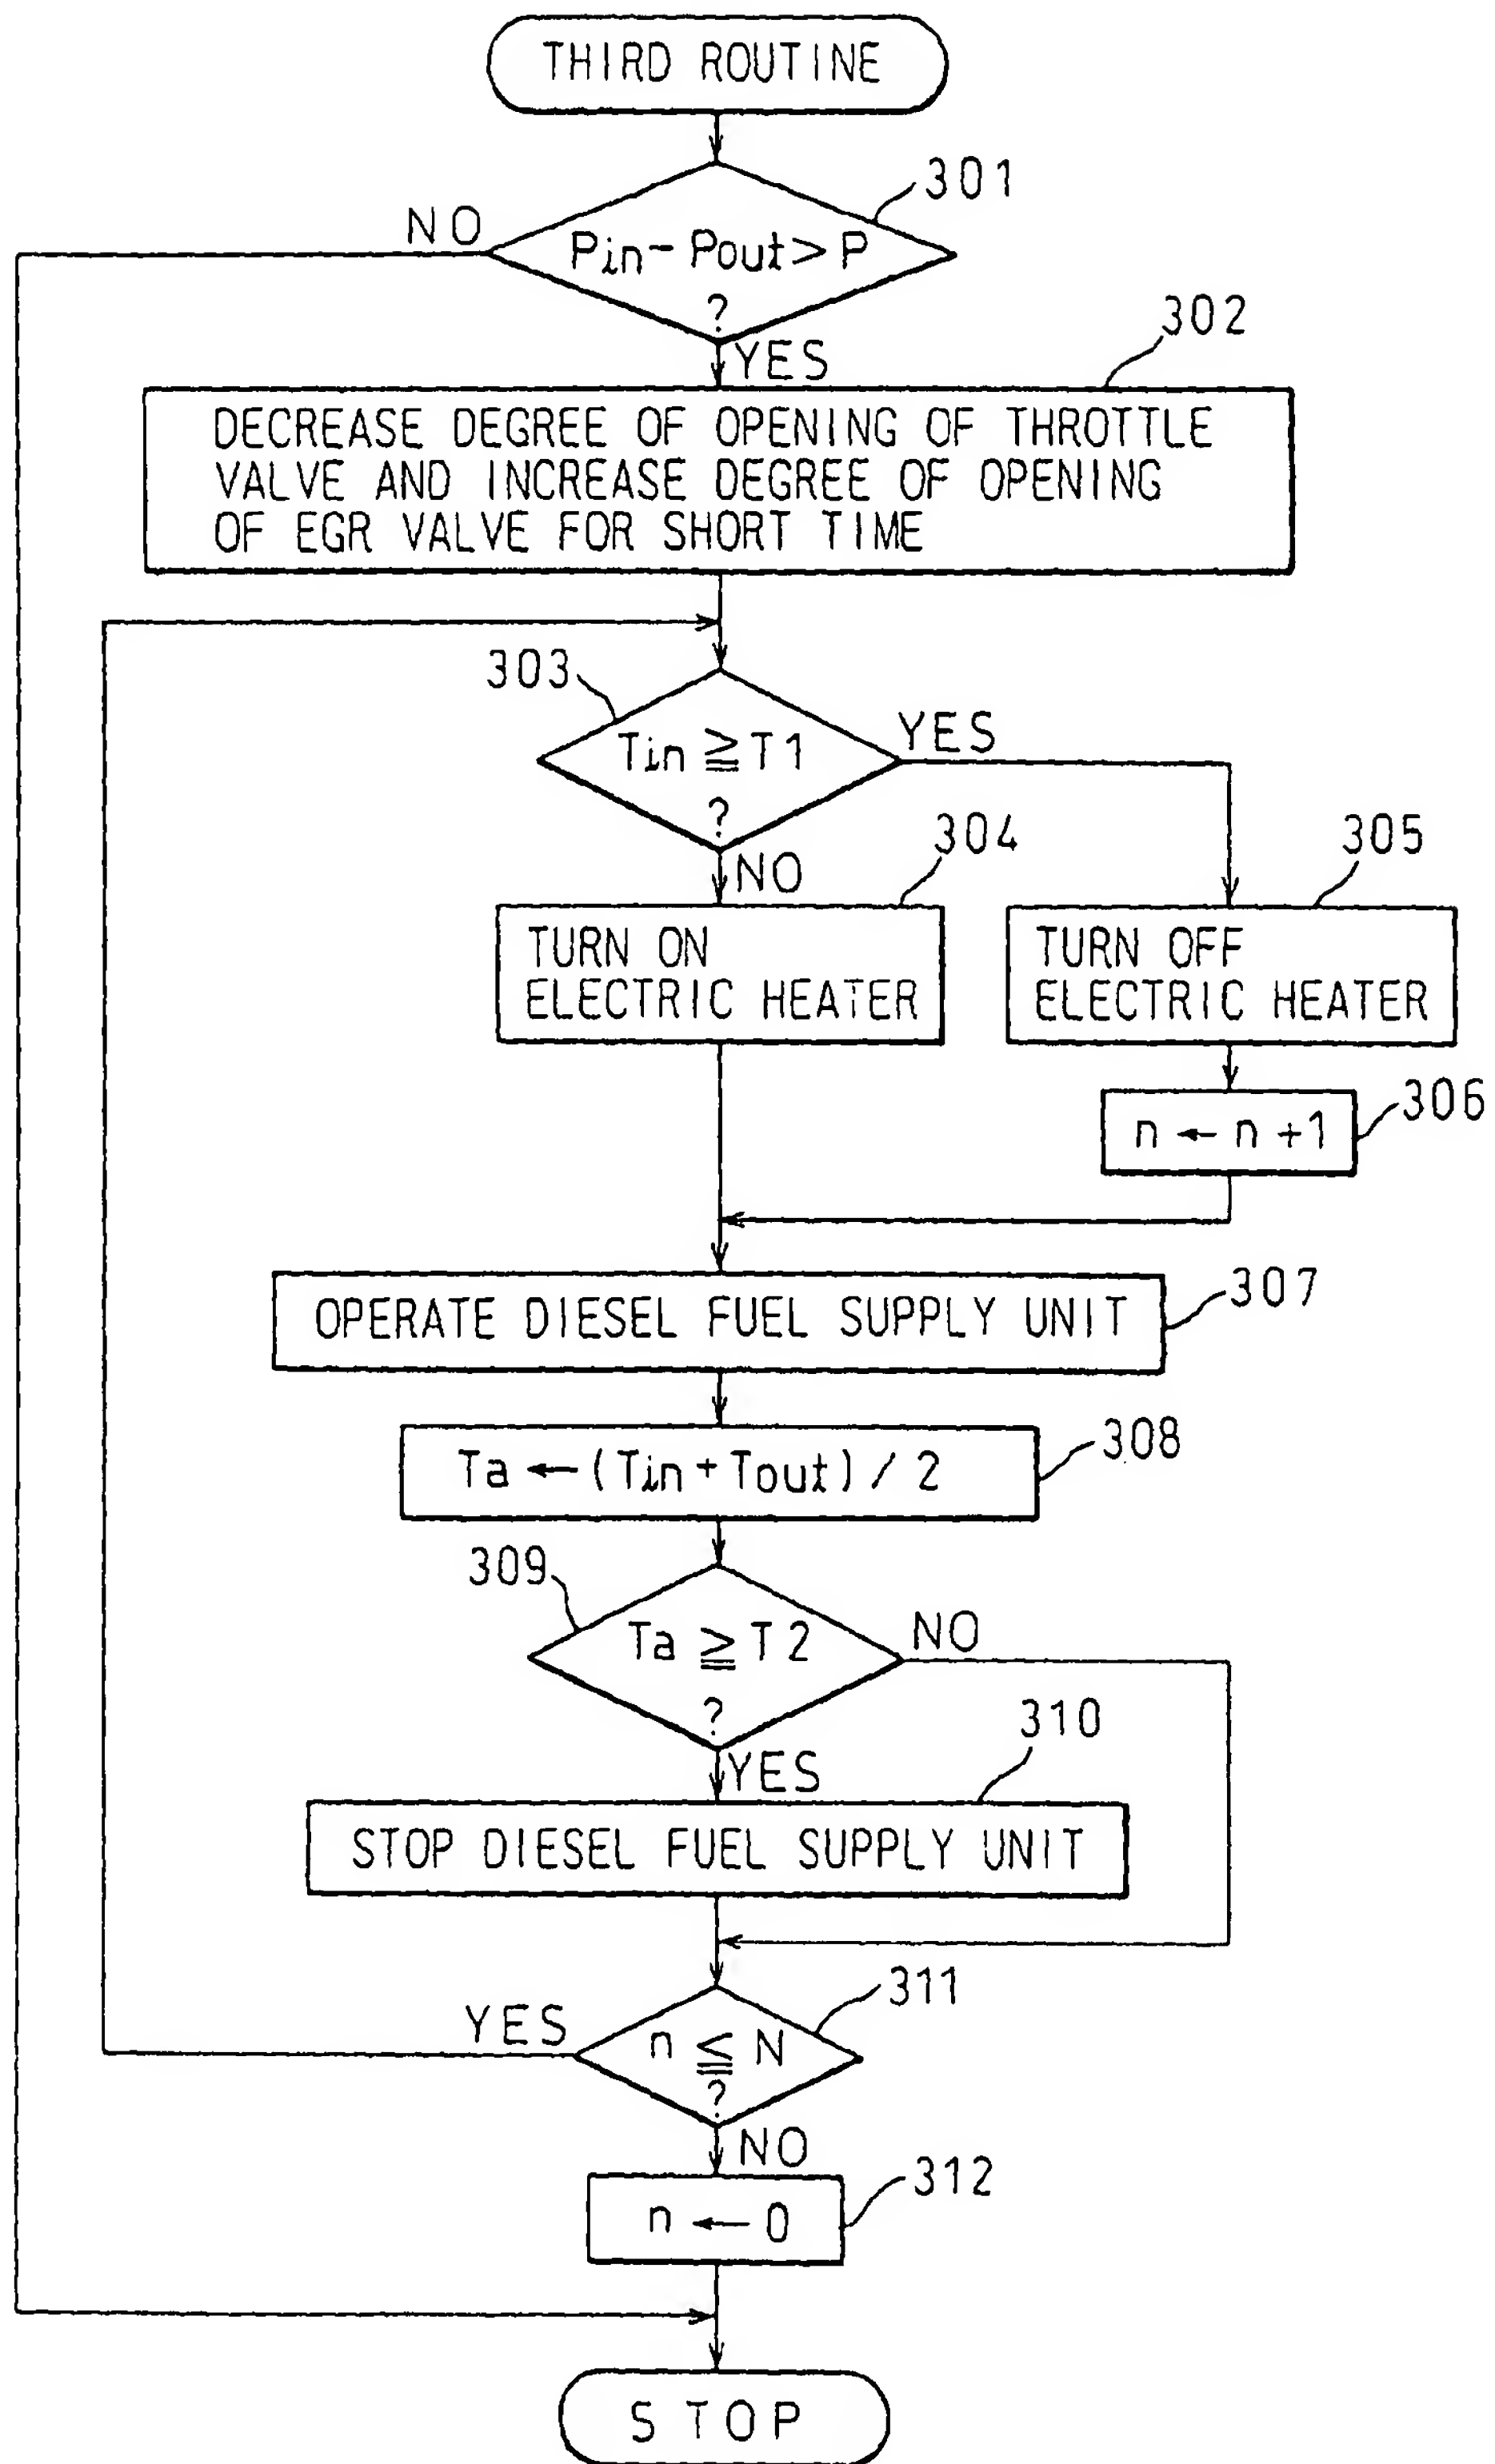 THIRD ROUTINE
301
NO
Pin - Pout > P
?
302
YES
DECREASE DEGREE OF OPENING OF THROTTLE
VALVE AND INCREASE DEGREE OF OPENING
OF EGR VALVE FOR SHORT TIME
303
YES
Tin ≧ T1
?
304
305
NO
TURN ON
ELECTRIC HEATER
TURN OFF
ELECTRIC HEATER
306
n ← n + 1
307
OPERATE DIESEL FUEL SUPPLY UNIT
308
Ta ← (Tin + Tout) / 2
309
NO
Ta ≧ T2
?
310
YES
STOP DIESEL FUEL SUPPLY UNIT
311
YES
n ≦ N
?
NO
312
n ← 0
STOP